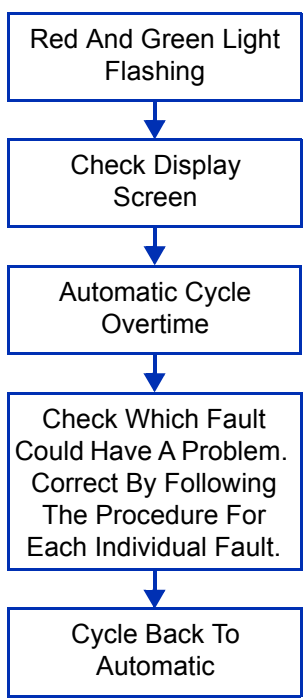 Red And Green Light
Flashing
Check Display
Screen
Automatic Cycle
Overtime
Check Which Fault
Could Have A Problem.
Correct By Following
The Procedure For
Each Individual Fault.
Cycle Back To
Automatic